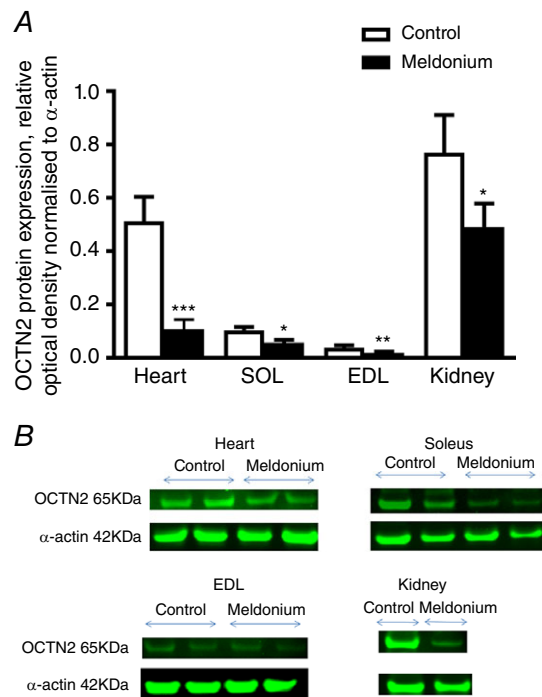 A
Control
Meldonium
OCTN2 protein expression, relative
optical density normalised to α-actin
1.0
0.8
0.6
0.4
0.2
0.0
***
*
**
*
Heart SOL EDL Kidney
B
Heart
Control Meldonium
OCTN2 65KDa
α-actin 42KDa
Soleus
Control Meldonium
EDL
Control Meldonium
OCTN2 65KDa
α-actin 42KDa
Kidney
Control Meldonium